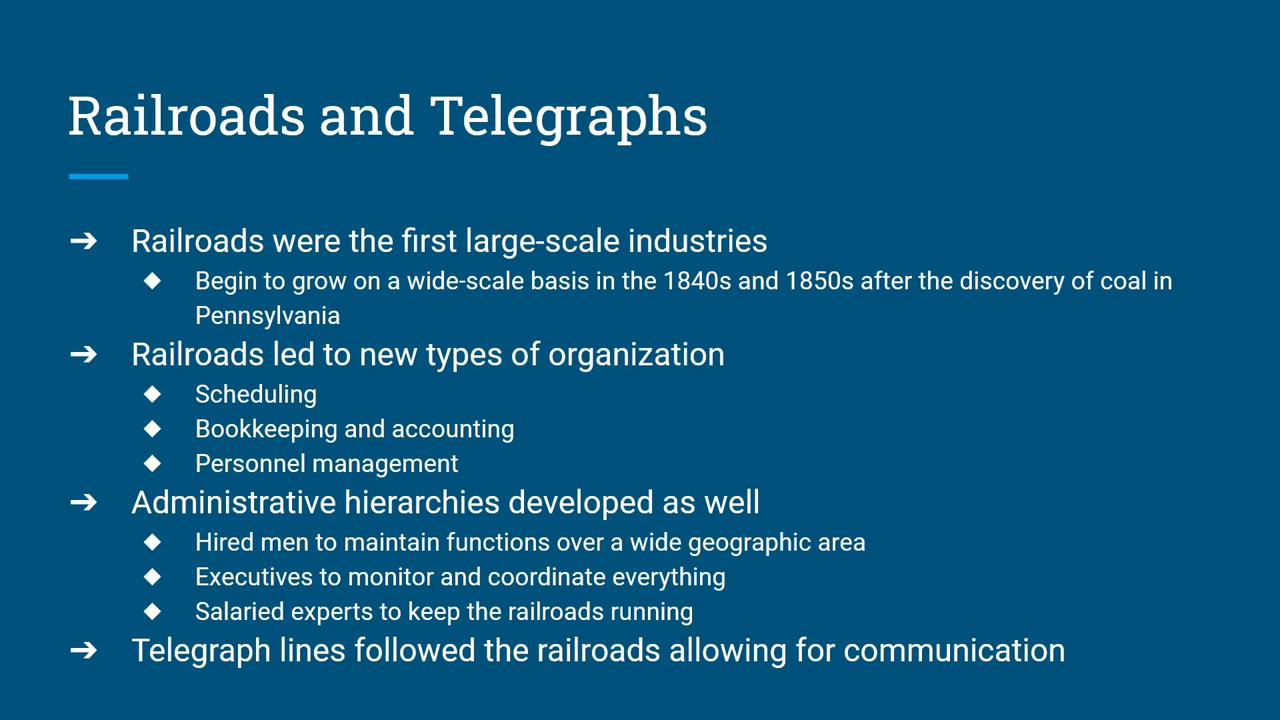 Railroads and Telegraphs
➔ Railroads were the first large-scale industries
◆ Begin to grow on a wide-scale basis in the 1840s and 1850s after the discovery of coal in
Pennsylvania
➔ Railroads led to new types of organization
◆ Scheduling
◆ Bookkeeping and accounting
◆ Personnel management
➔ Administrative hierarchies developed as well
◆ Hired men to maintain functions over a wide geographic area
◆ Executives to monitor and coordinate everything
◆ Salaried experts to keep the railroads running
➔ Telegraph lines followed the railroads allowing for communication